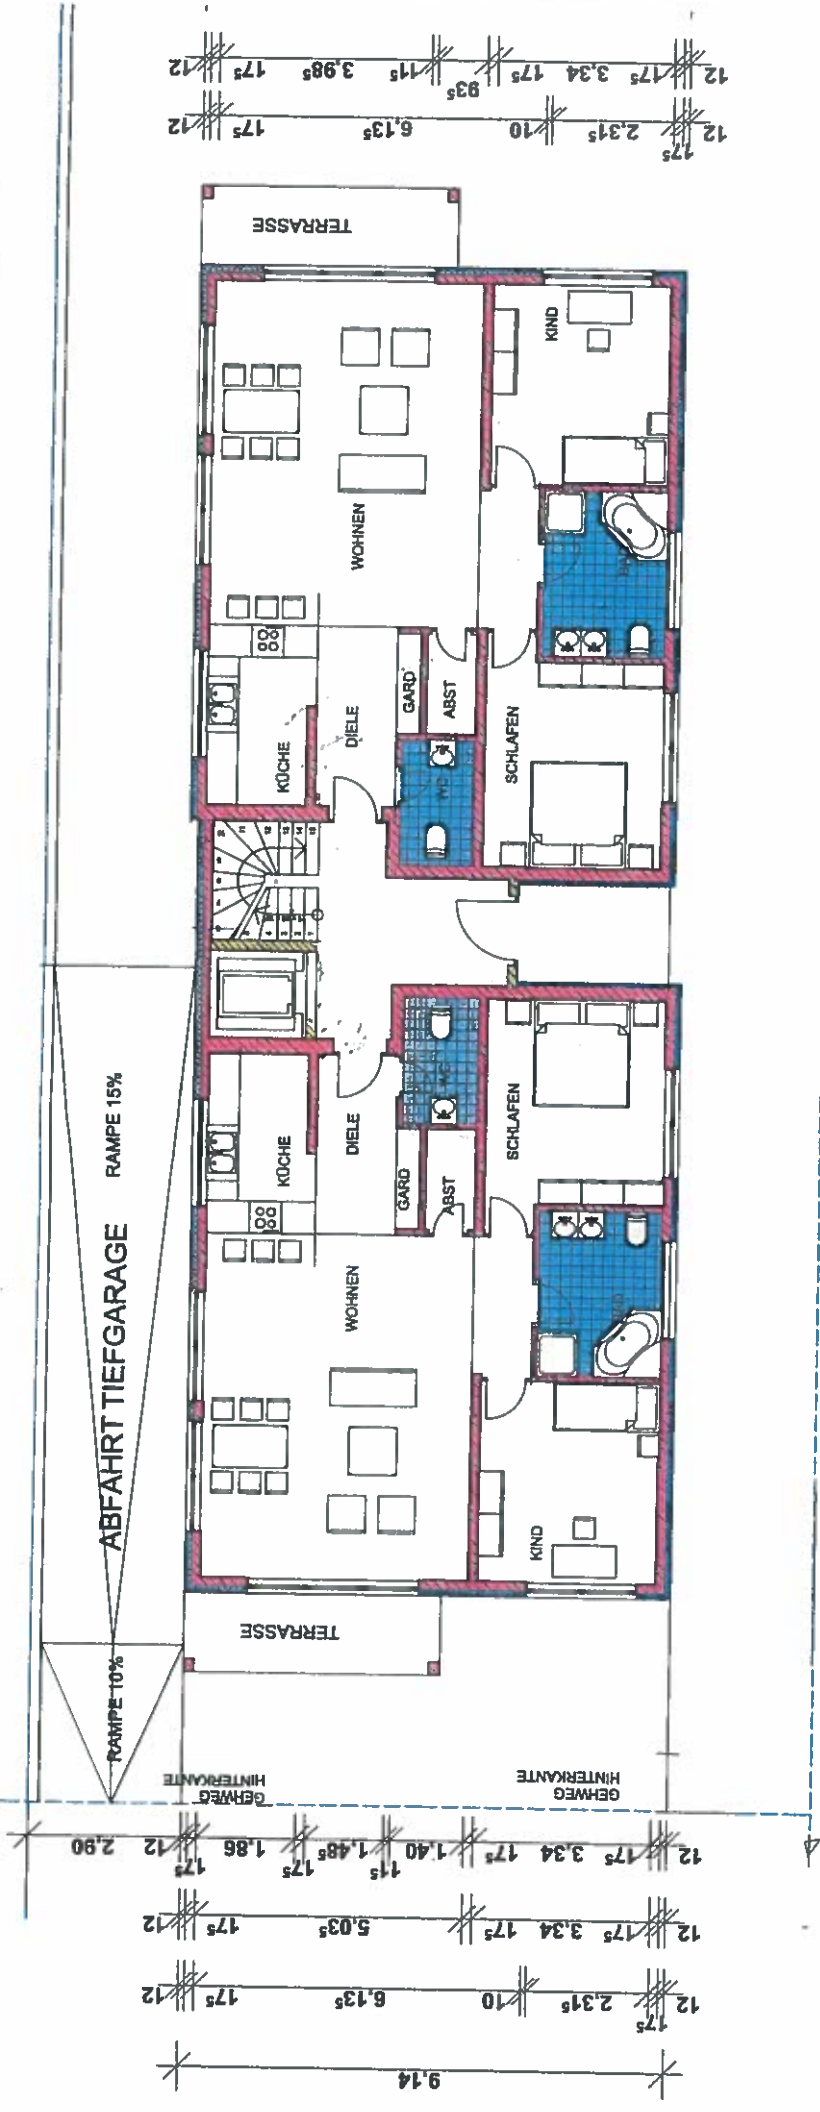 12 17⁵ 3,98⁵ 11⁵ 93⁵ 17⁵ 3,34 17⁵ 12
12 17⁵ 6,13⁵ 10 2,31⁵ 17⁵ 12
TERRASSE
KIND
WOHNEN
BAD
KÜCHE
DIELE
GARD
ABST
SCHLAFEN
WC
WC
SCHLAFEN
KÜCHE
DIELE
GARD
ABST
BAD
WOHNEN
KIND
TERRASSE
RAMPE 15%
ABFAHRT TIEFGARAGE
RAMPE 10%
GEHWEG
HINTERKANTE
GEHWEG
HINTERKANTE
2,90 12 17⁵ 1,86 17⁵ 1,48⁵ 11⁵ 1,40 17⁵ 3,34 17⁵ 12
12 17⁵ 5,03⁵ 17⁵ 3,34 17⁵ 12
12 17⁵ 6,13⁵ 10 2,31⁵ 17⁵ 12
9,14